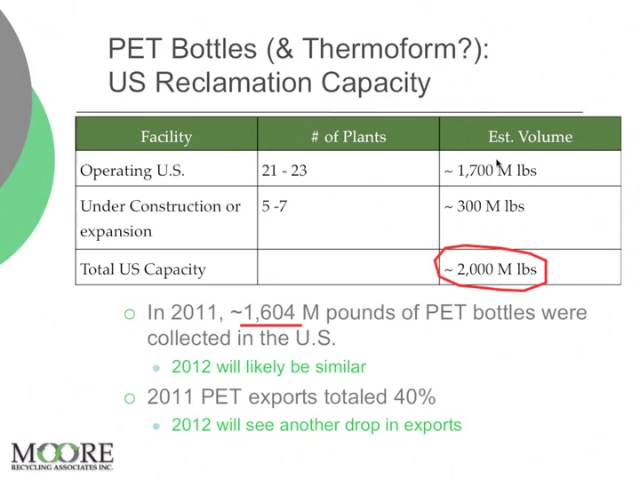 PET Bottles (& Thermoform?):
US Reclamation Capacity
Facility # of Plants Est. Volume
Operating U.S. 21 - 23 ~ 1,700 M lbs
Under Construction or 5 -7 ~ 300 M lbs
expansion
Total US Capacity ~ 2,000 M lbs
In 2011, ~1,604 M pounds of PET bottles were
collected in the U.S.
2012 will likely be similar
2011 PET exports totaled 40%
2012 will see another drop in exports
MOORE
RECYCLING ASSOCIATES INC.